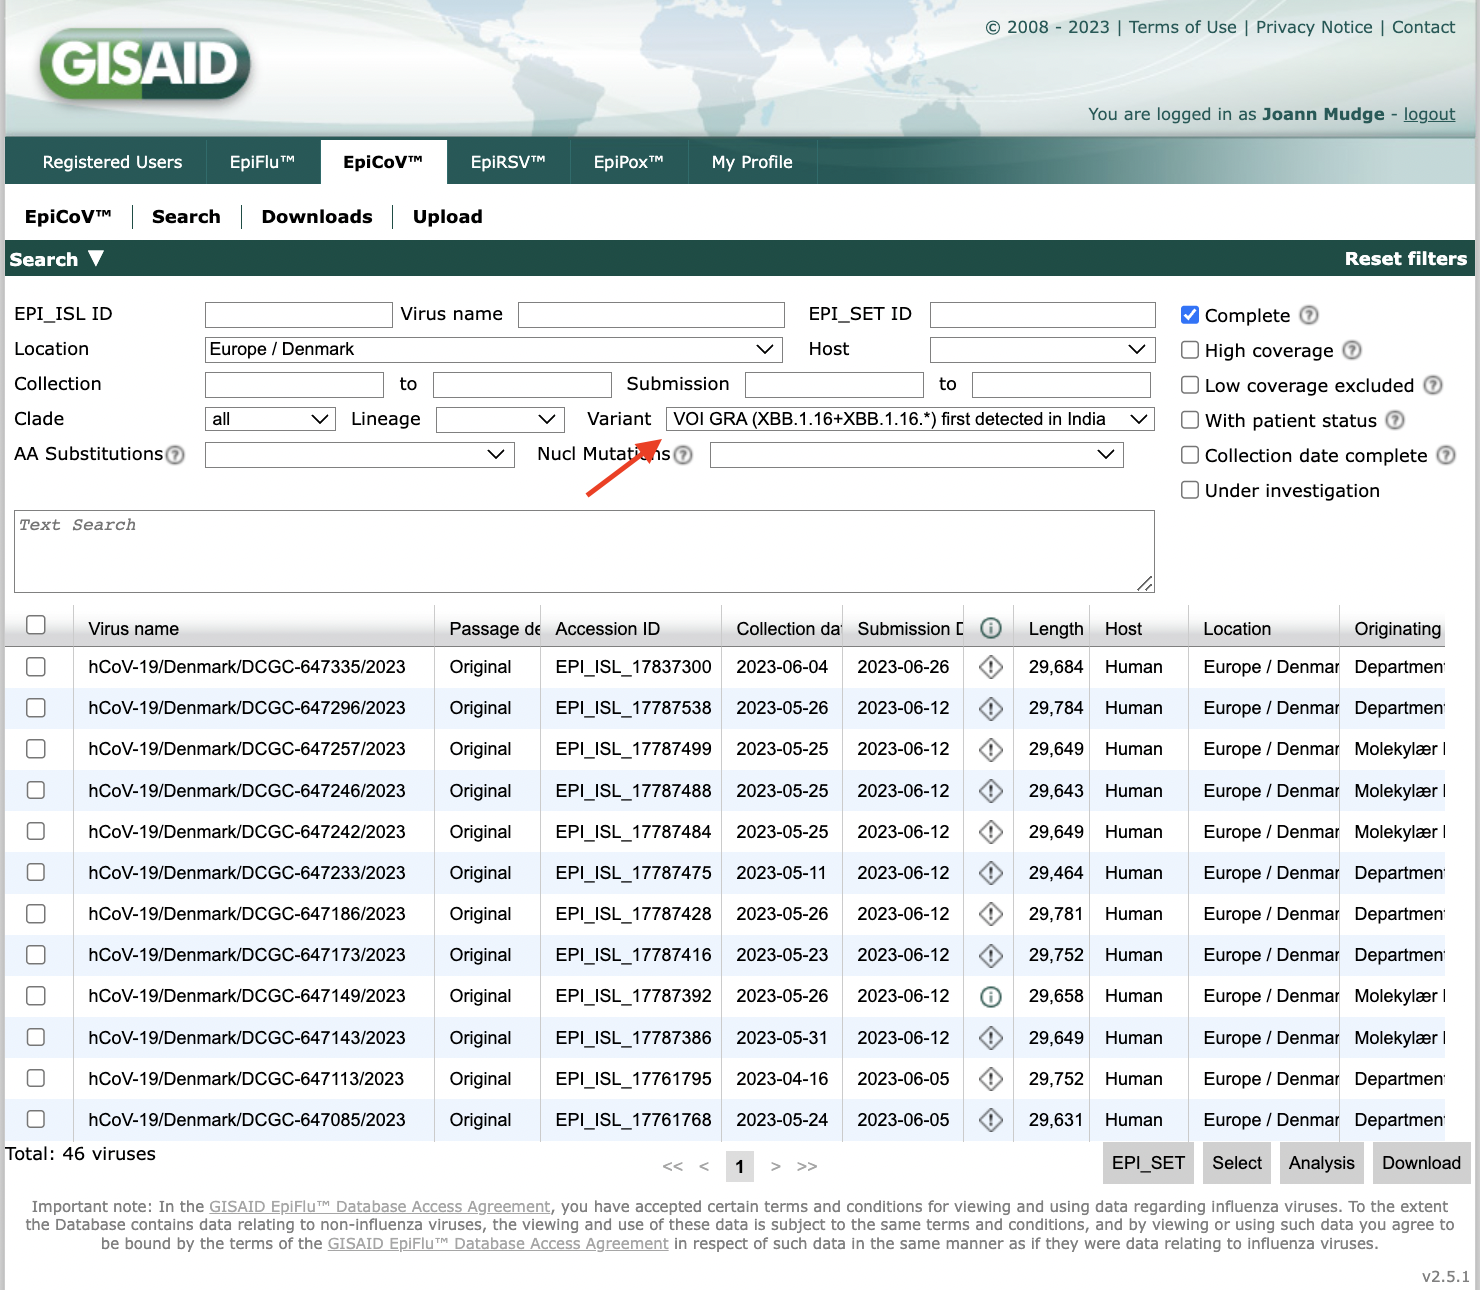 © 2008 - 2023 | Terms of Use | Privacy Notice | Contact
GISAID
You are logged in as Joann Mudge - logout
Registered Users EpiFlu™ EpiCoV™ EpiRSV™ EpiPox™ My Profile
EpiCoV™ Search Downloads Upload
Search ▼ Reset filters
EPI_ISL ID Virus name EPI_SET ID Complete ?
Location Europe / Denmark Host High coverage ?
Collection to Submission to Low coverage excluded ?
Clade all Lineage Variant VOI GRA (XBB.1.16+XBB.1.16.*) first detected in India With patient status ?
AA Substitutions ? Nucl Mutations ? Collection date complete ?
Under investigation
Text Search
Virus name Passage de Accession ID Collection da Submission D i Length Host Location Originating
hCoV-19/Denmark/DCGC-647335/2023 Original EPI_ISL_17837300 2023-06-04 2023-06-26 ! 29,684 Human Europe / Denmar Department
hCoV-19/Denmark/DCGC-647296/2023 Original EPI_ISL_17787538 2023-05-26 2023-06-12 ! 29,784 Human Europe / Denmar Department
hCoV-19/Denmark/DCGC-647257/2023 Original EPI_ISL_17787499 2023-05-25 2023-06-12 ! 29,649 Human Europe / Denmar Molekylær
hCoV-19/Denmark/DCGC-647246/2023 Original EPI_ISL_17787488 2023-05-25 2023-06-12 ! 29,643 Human Europe / Denmar Molekylær
hCoV-19/Denmark/DCGC-647242/2023 Original EPI_ISL_17787484 2023-05-25 2023-06-12 ! 29,649 Human Europe / Denmar Molekylær
hCoV-19/Denmark/DCGC-647233/2023 Original EPI_ISL_17787475 2023-05-11 2023-06-12 ! 29,464 Human Europe / Denmar Department
hCoV-19/Denmark/DCGC-647186/2023 Original EPI_ISL_17787428 2023-05-26 2023-06-12 ! 29,781 Human Europe / Denmar Department
hCoV-19/Denmark/DCGC-647173/2023 Original EPI_ISL_17787416 2023-05-23 2023-06-12 ! 29,752 Human Europe / Denmar Department
hCoV-19/Denmark/DCGC-647149/2023 Original EPI_ISL_17787392 2023-05-26 2023-06-12 i 29,658 Human Europe / Denmar Molekylær
hCoV-19/Denmark/DCGC-647143/2023 Original EPI_ISL_17787386 2023-05-31 2023-06-12 ! 29,649 Human Europe / Denmar Molekylær
hCoV-19/Denmark/DCGC-647113/2023 Original EPI_ISL_17761795 2023-04-16 2023-06-05 ! 29,752 Human Europe / Denmar Department
hCoV-19/Denmark/DCGC-647085/2023 Original EPI_ISL_17761768 2023-05-24 2023-06-05 ! 29,631 Human Europe / Denmar Department
Total: 46 viruses << < 1 > >> EPI_SET Select Analysis Download
Important note: In the GISAID EpiFlu™ Database Access Agreement, you have accepted certain terms and conditions for viewing and using data regarding influenza viruses. To the extent
the Database contains data relating to non-influenza viruses, the viewing and use of these data is subject to the same terms and conditions, and by viewing or using such data you agree to
be bound by the terms of the GISAID EpiFlu™ Database Access Agreement in respect of such data in the same manner as if they were data relating to influenza viruses.
v2.5.1